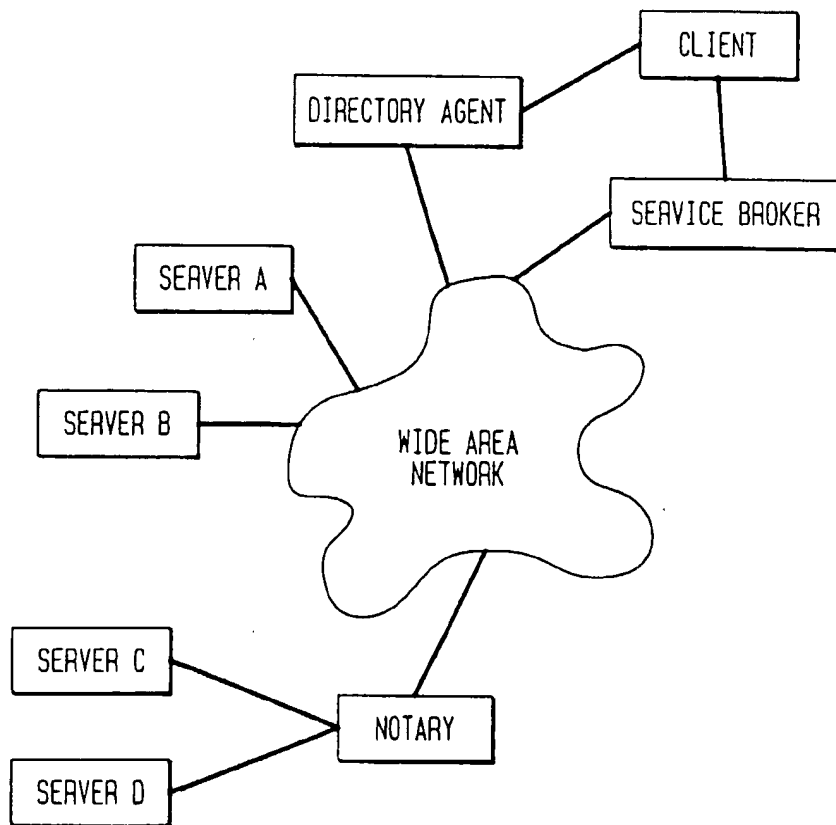 CLIENT
DIRECTORY AGENT
SERVICE BROKER
SERVER A
SERVER B
WIDE AREA
NETWORK
SERVER C
NOTARY
SERVER D